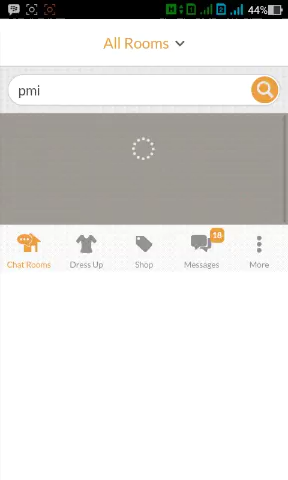 44%
All Rooms
pmi
18
Chat Rooms
Dress Up
Shop
Messages
More